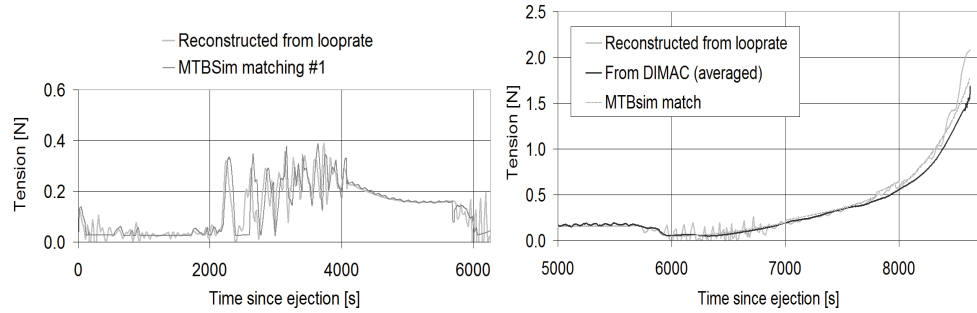 Reconstructed from looprate
MTBSim matching #1
0.6
0.4
0.2
0.0
Tension [N]
0 2000 4000 6000
Time since ejection [s]
2.5
2.0
1.5
1.0
0.5
0.0
Tension [N]
Reconstructed from looprate
From DIMAC (averaged)
MTBsim match
5000 6000 7000 8000
Time since ejection [s]